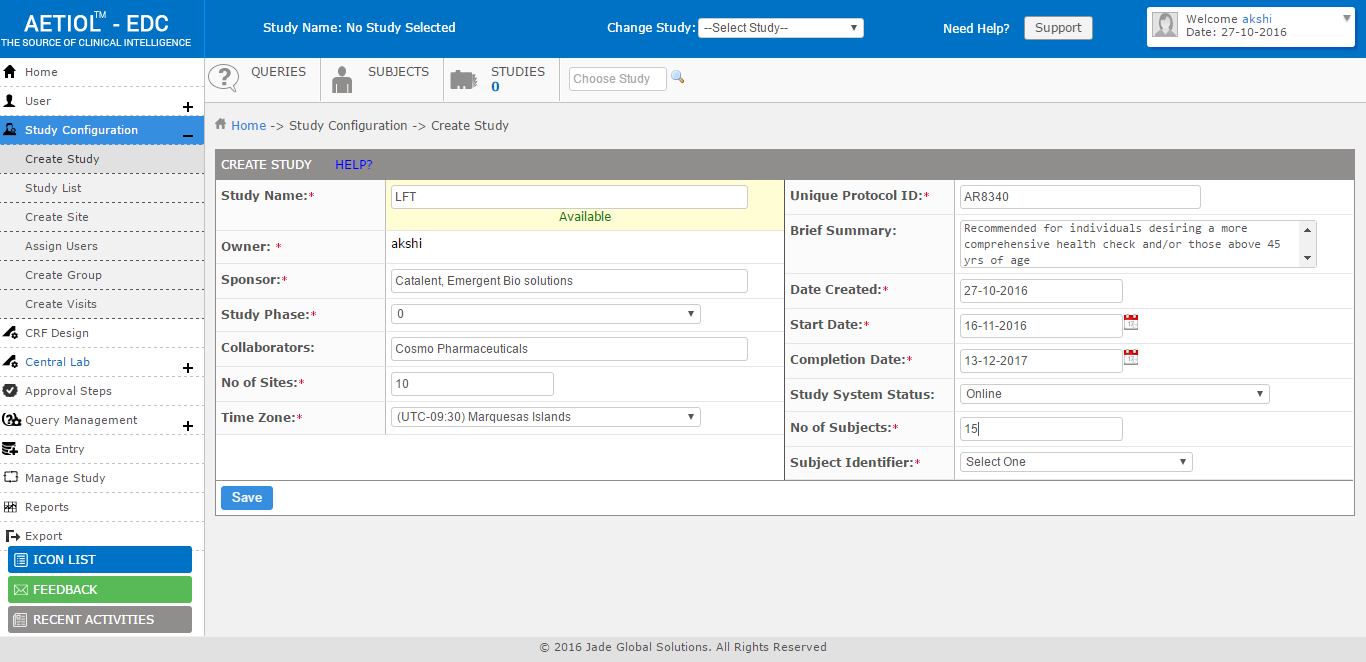 AETIOL™ - EDC
THE SOURCE OF CLINICAL INTELLIGENCE
Study Name: No Study Selected
Change Study: --Select Study--
Need Help? Support
Welcome akshi
Date: 27-10-2016
Home
User
Study Configuration
Create Study
Study List
Create Site
Assign Users
Create Group
Create Visits
CRF Design
Central Lab
Approval Steps
Query Management
Data Entry
Manage Study
Reports
Export
ICON LIST
FEEDBACK
RECENT ACTIVITIES
QUERIES
SUBJECTS
STUDIES
0
Choose Study
Home -> Study Configuration -> Create Study
CREATE STUDY HELP?
Study Name:* LFT
Available
Owner: * akshi
Sponsor:* Catalent, Emergent Bio solutions
Study Phase:* 0
Collaborators: Cosmo Pharmaceuticals
No of Sites:* 10
Time Zone:* (UTC-09:30) Marquesas Islands
Unique Protocol ID:* AR8340
Brief Summary: Recommended for individuals desiring a more
comprehensive health check and/or those above 45
yrs of age
Date Created:* 27-10-2016
Start Date:* 16-11-2016
Completion Date:* 13-12-2017
Study System Status: Online
No of Subjects:* 15
Subject Identifier:* Select One
Save
© 2016 Jade Global Solutions. All Rights Reserved